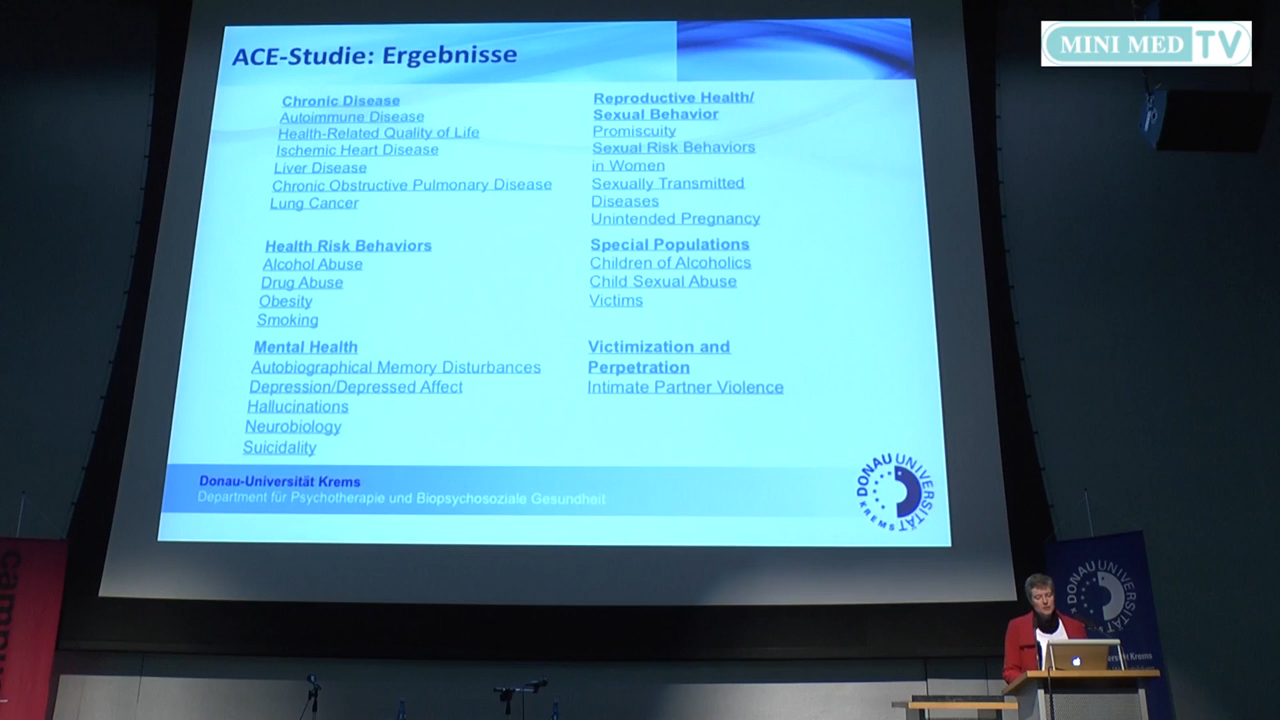 MINI MED TV
ACE-Studie: Ergebnisse
Chronic Disease
Autoimmune Disease
Health-Related Quality of Life
Ischemic Heart Disease
Liver Disease
Chronic Obstructive Pulmonary Disease
Lung Cancer
Health Risk Behaviors
Alcohol Abuse
Drug Abuse
Obesity
Smoking
Mental Health
Autobiographical Memory Disturbances
Depression/Depressed Affect
Hallucinations
Neurobiology
Suicidality
Reproductive Health/
Sexual Behavior
Promiscuity
Sexual Risk Behaviors
in Women
Sexually Transmitted
Diseases
Unintended Pregnancy
Special Populations
Children of Alcoholics
Child Sexual Abuse
Victims
Victimization and
Perpetration
Intimate Partner Violence
Donau-Universität Krems
Department für Psychotherapie und Biopsychosoziale Gesundheit
DONAU UNIVERSITÄT KREMS
DONAU UNIVERSITÄT
Krems